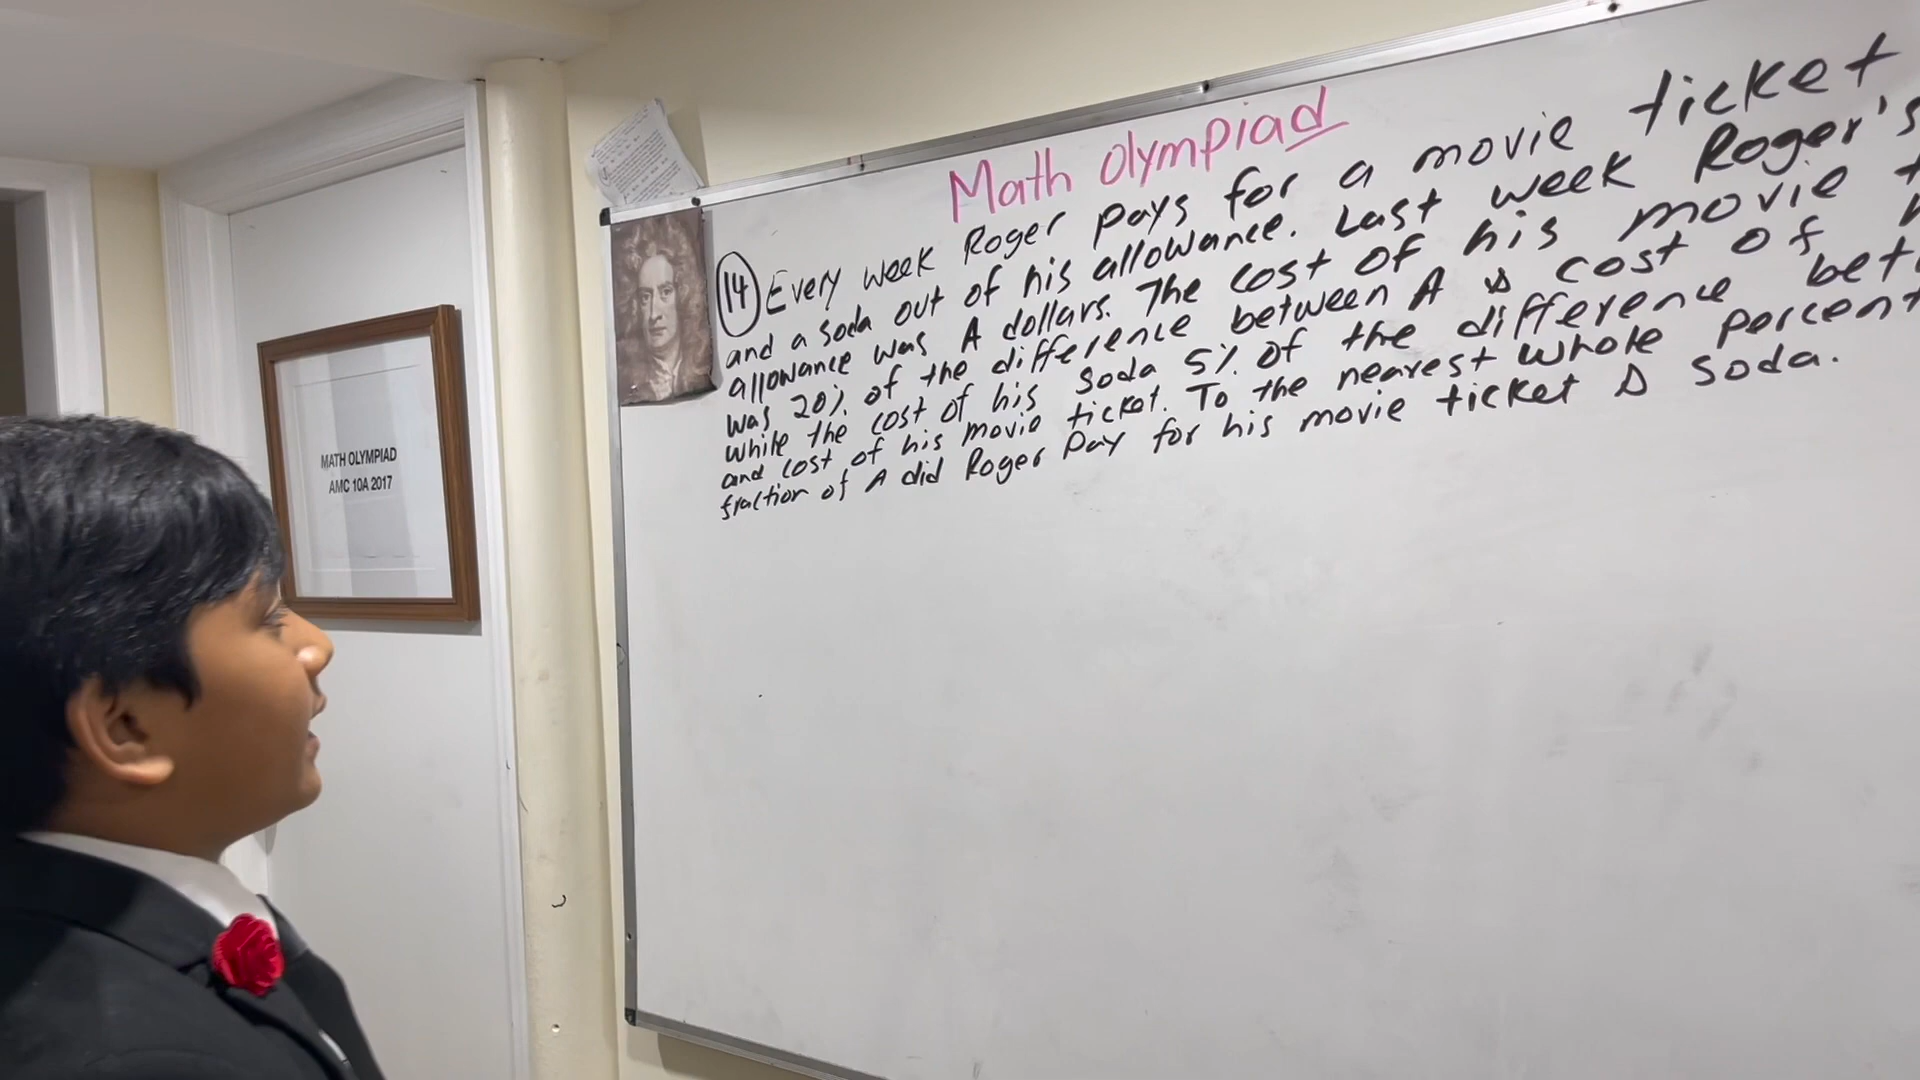 Math Olympiad
14 Every week Roger pays for a movie ticket
and a soda out of his allowance. Last week Roger's
allowance was A dollars. The cost of his movie
was 20% of the difference between A & cost of
while the cost of his soda 5% of the difference
and cost of his movie ticket. To the nearest whole percent
fraction of A did Roger Pay for his movie ticket & soda.
MATH OLYMPIAD
AMC 10A 2017